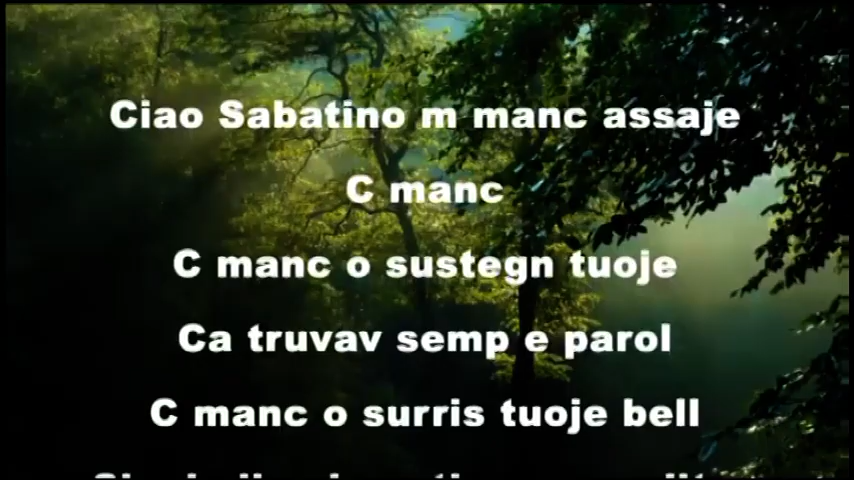 Ciao Sabatino m manc assaje
C manc
C manc o sustegn tuoje
Ca truvav semp e parol
C manc o surris tuoje bell